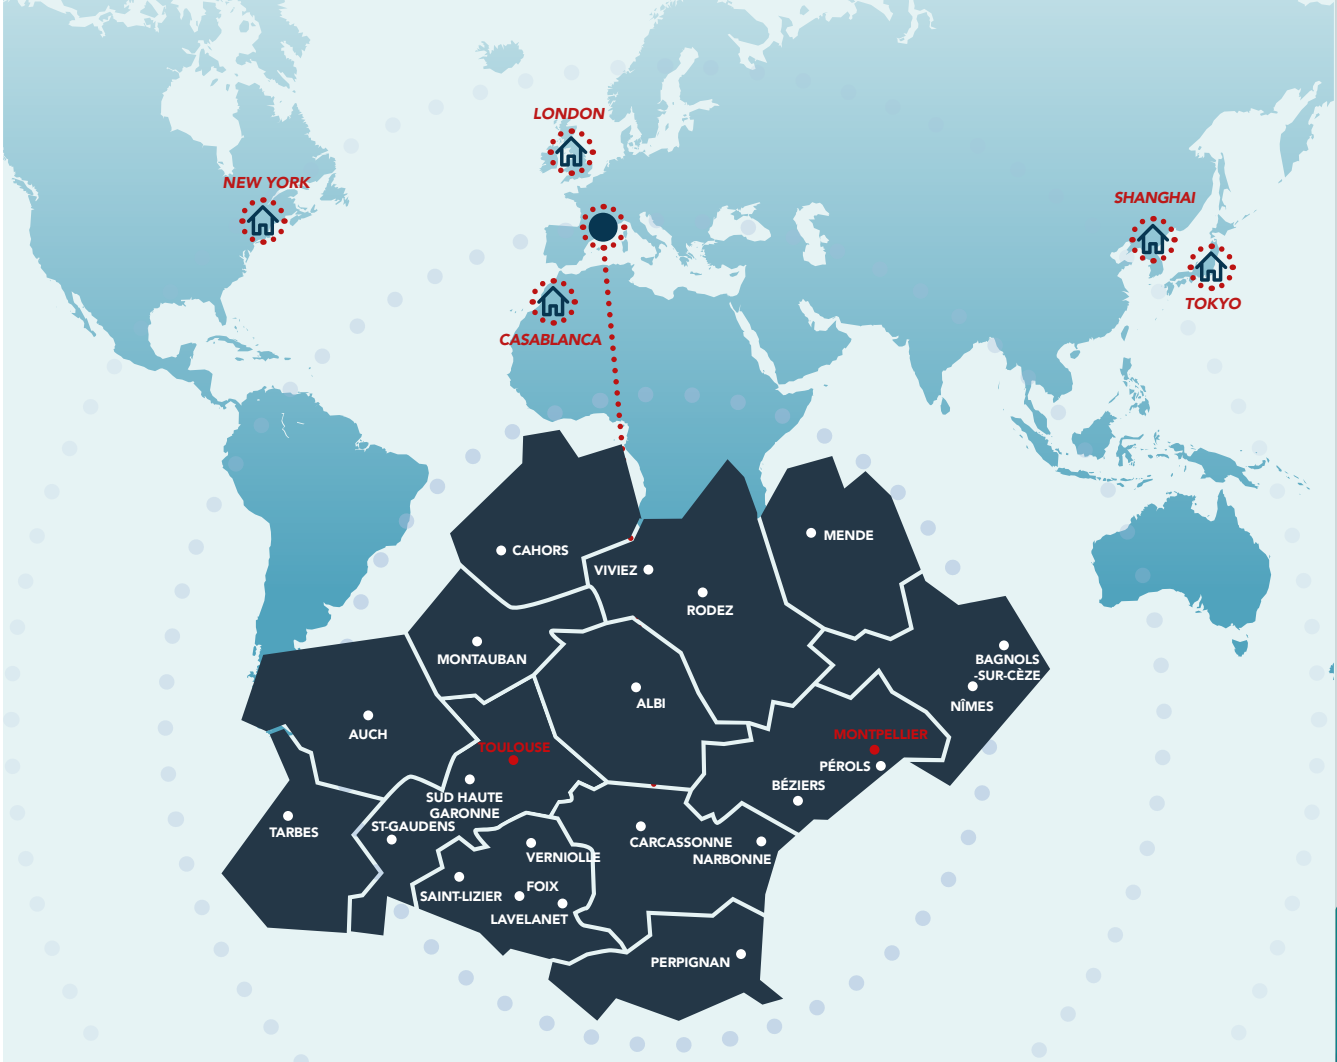 LONDON
NEW YORK
SHANGHAI
TOKYO
CASABLANCA
CAHORS
MENDE
VIVIEZ
RODEZ
MONTAUBAN
BAGNOLS
-SUR-CÈZE
ALBI
NÎMES
AUCH
MONTPELLIER
TOULOUSE
PÉROLS
BÉZIERS
SUD HAUTE
GARONNE
ST-GAUDENS
TARBES
CARCASSONNE
VERNIOLLE
NARBONNE
FOIX
SAINT-LIZIER
LAVELANET
PERPIGNAN